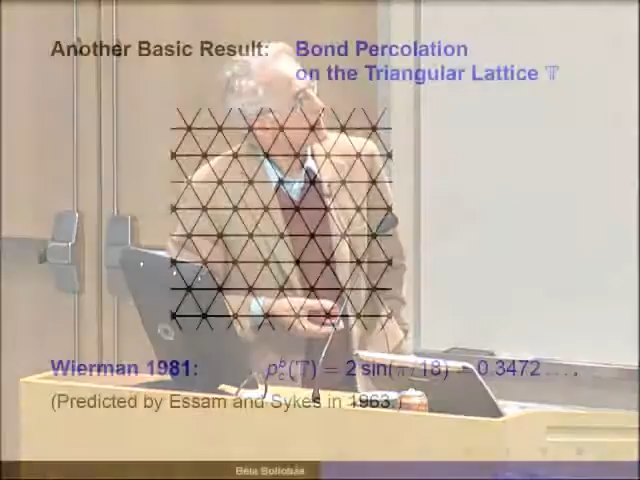 Another Basic Result: Bond Percolation
on the Triangular Lattice 𝕋
Wierman 1981: p_c^b(𝕋) = 2 sin(π/18) = 0.3472 . . . .
(Predicted by Essam and Sykes in 1963.)
Béla Bollobás